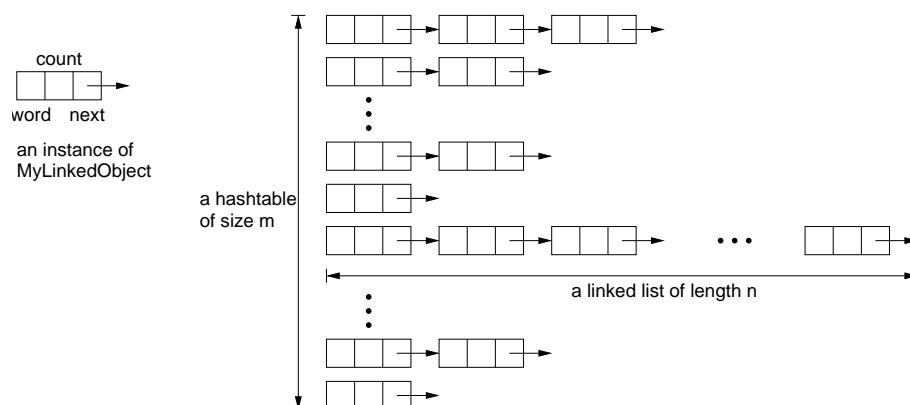 count
word next
an instance of
MyLinkedObject
a hashtable
of size m
a linked list of length n